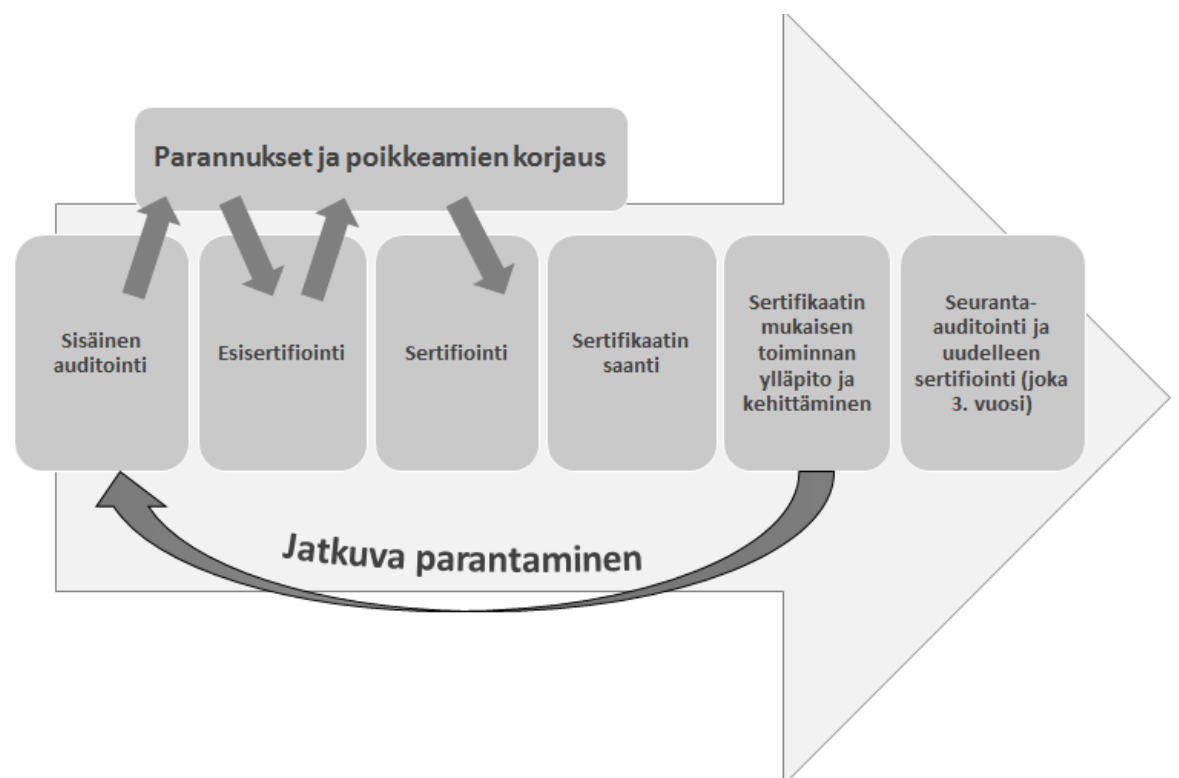 Parannukset ja poikkeamien korjaus
Sisäinen
auditointi
Esisertifiointi
Sertifiointi
Sertifikaatin
saanti
Sertifikaatin
mukaisen
toiminnan
ylläpito ja
kehittäminen
Seuranta-
auditointi ja
uudelleen
sertifiointi (joka
3. vuosi)
Jatkuva parantaminen